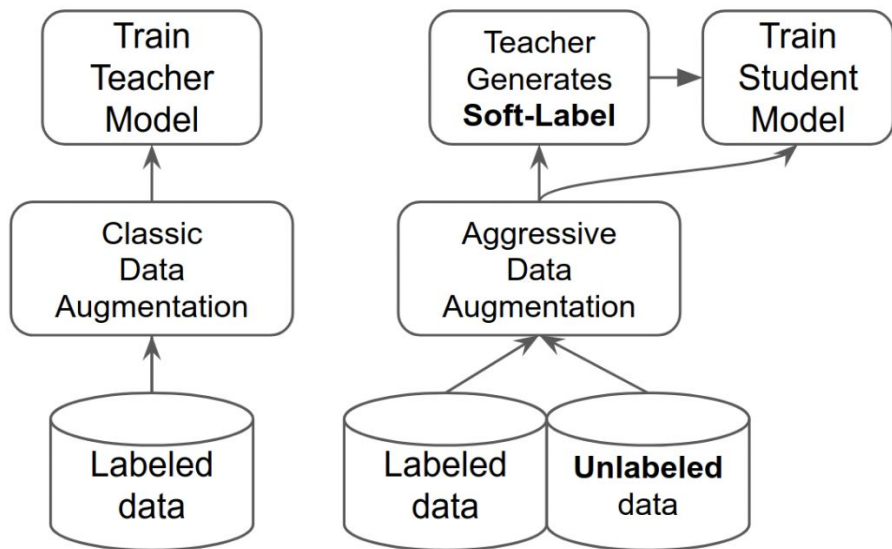 Train
Teacher
Model
Classic
Data
Augmentation
Labeled
data
Teacher
Generates
Soft-Label
Train
Student
Model
Aggressive
Data
Augmentation
Labeled
data
Unlabeled
data